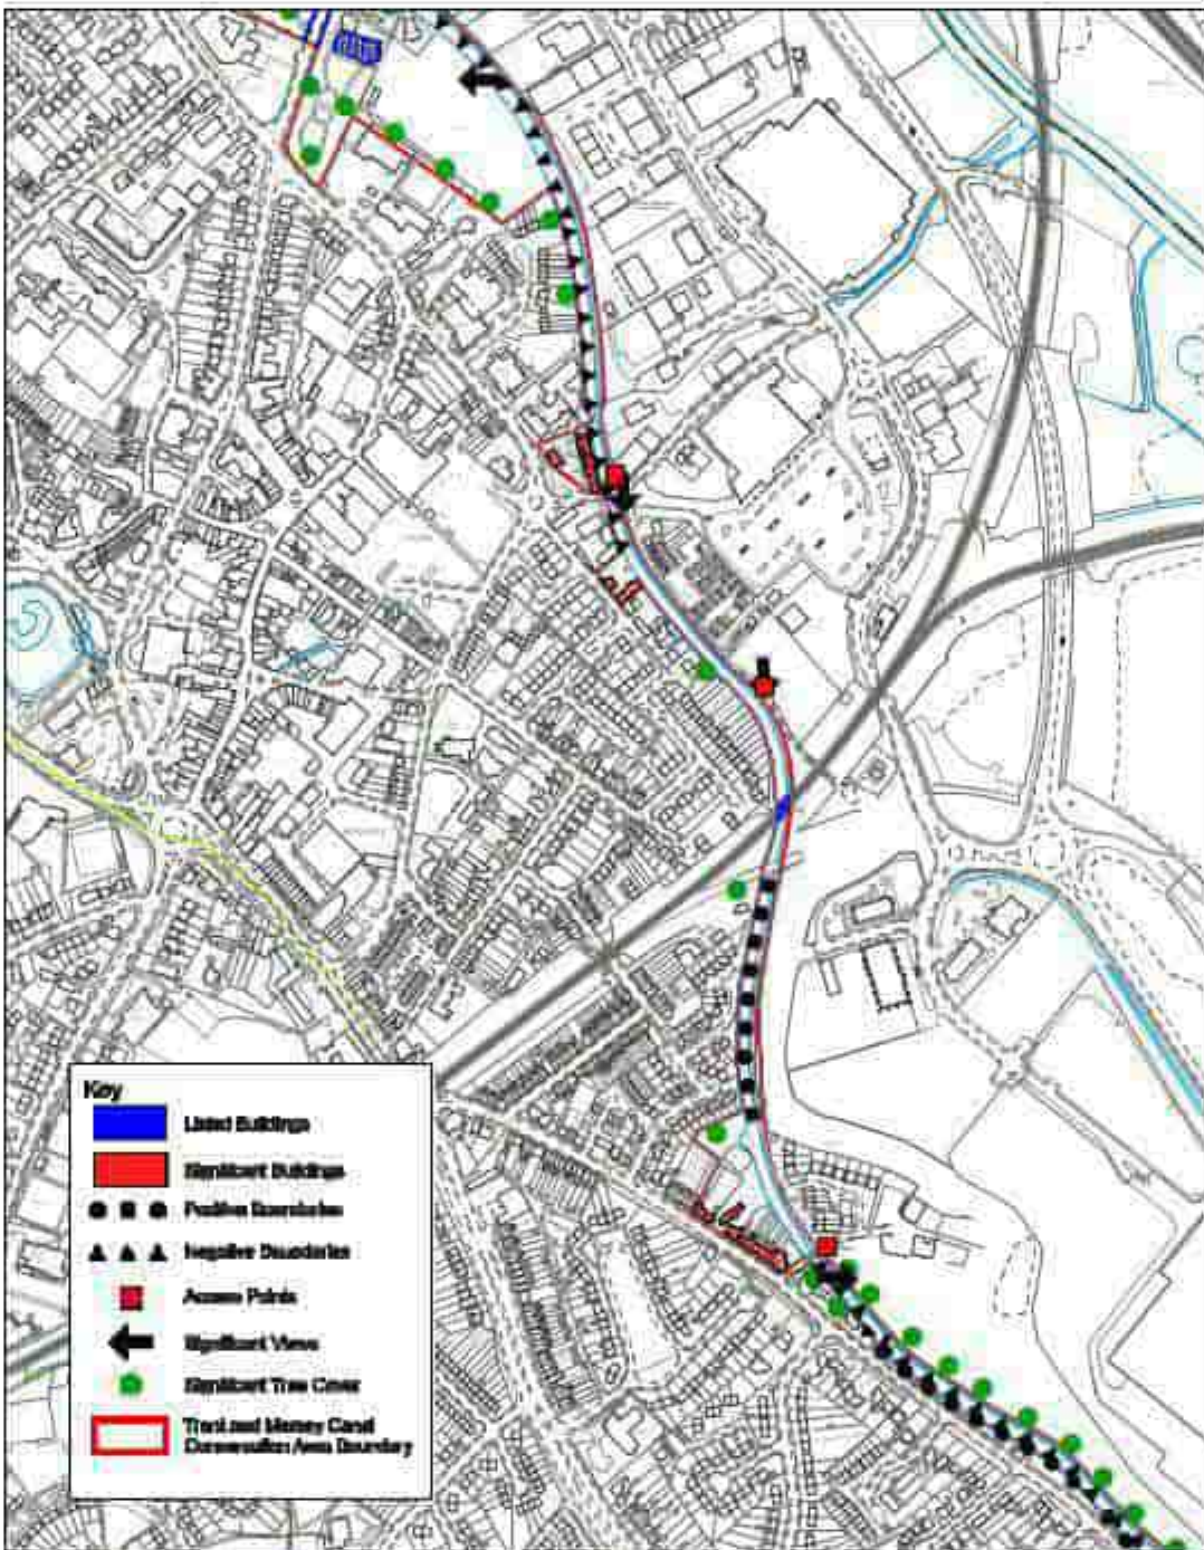 Key
Listed Buildings
Significant Buildings
Positive Boundaries
Negative Boundaries
Access Points
Significant Views
Significant Tree Cover
Trent and Mersey Canal
Conservation Area Boundary